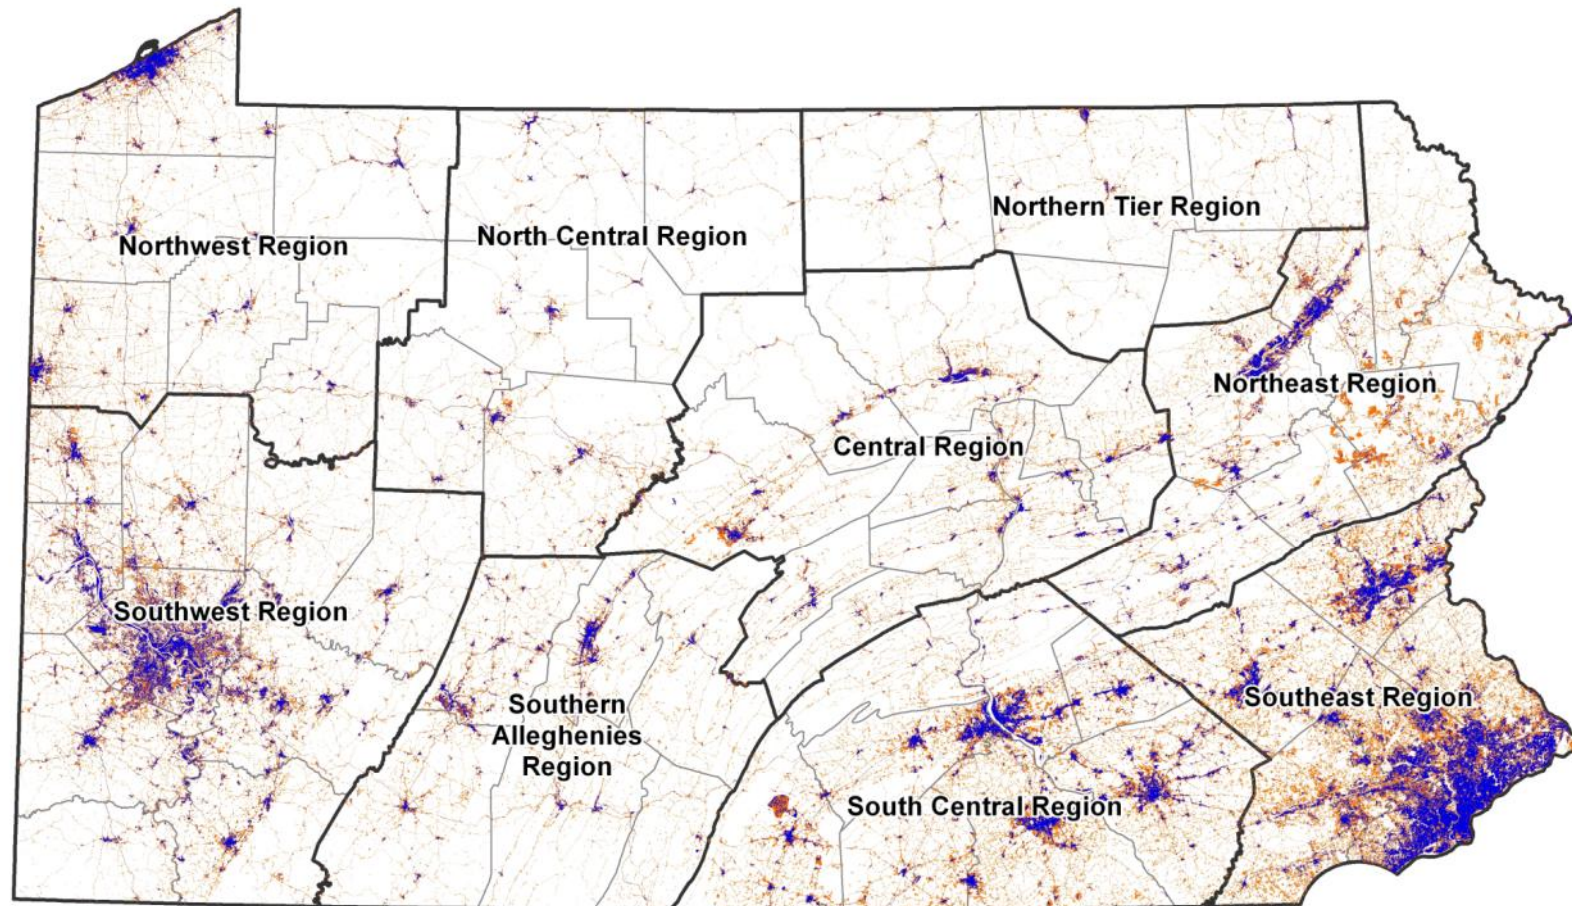 Northern Tier Region
North Central Region
Northwest Region
Northeast Region
Central Region
Southwest Region
Southern
Alleghenies
Region
Southeast Region
South Central Region